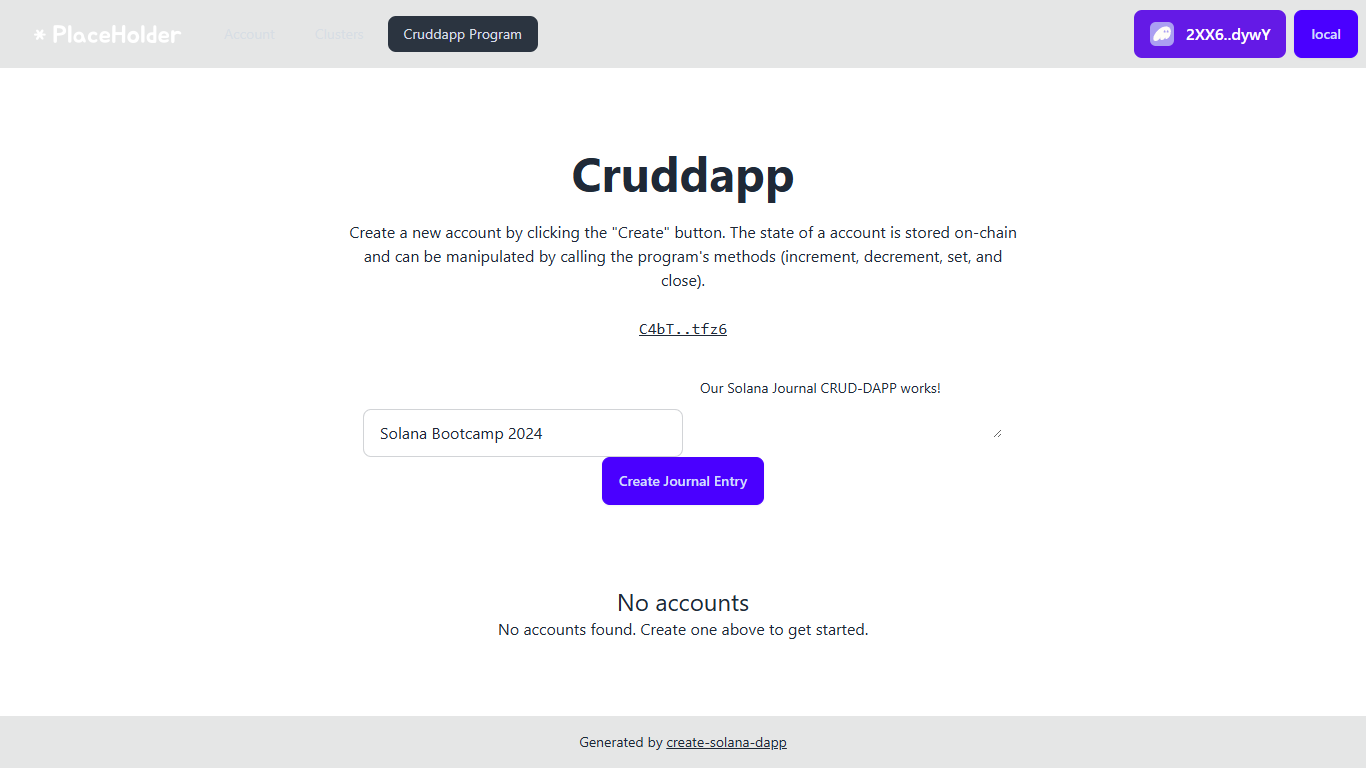 * PlaceHolder Account Clusters Cruddapp Program 2XX6..dywY local
Cruddapp
Create a new account by clicking the "Create" button. The state of a account is stored on-chain
and can be manipulated by calling the program's methods (increment, decrement, set, and
close).
C4bT..tfz6
Our Solana Journal CRUD-DAPP works!
Solana Bootcamp 2024
Create Journal Entry
No accounts
No accounts found. Create one above to get started.
Generated by create-solana-dapp